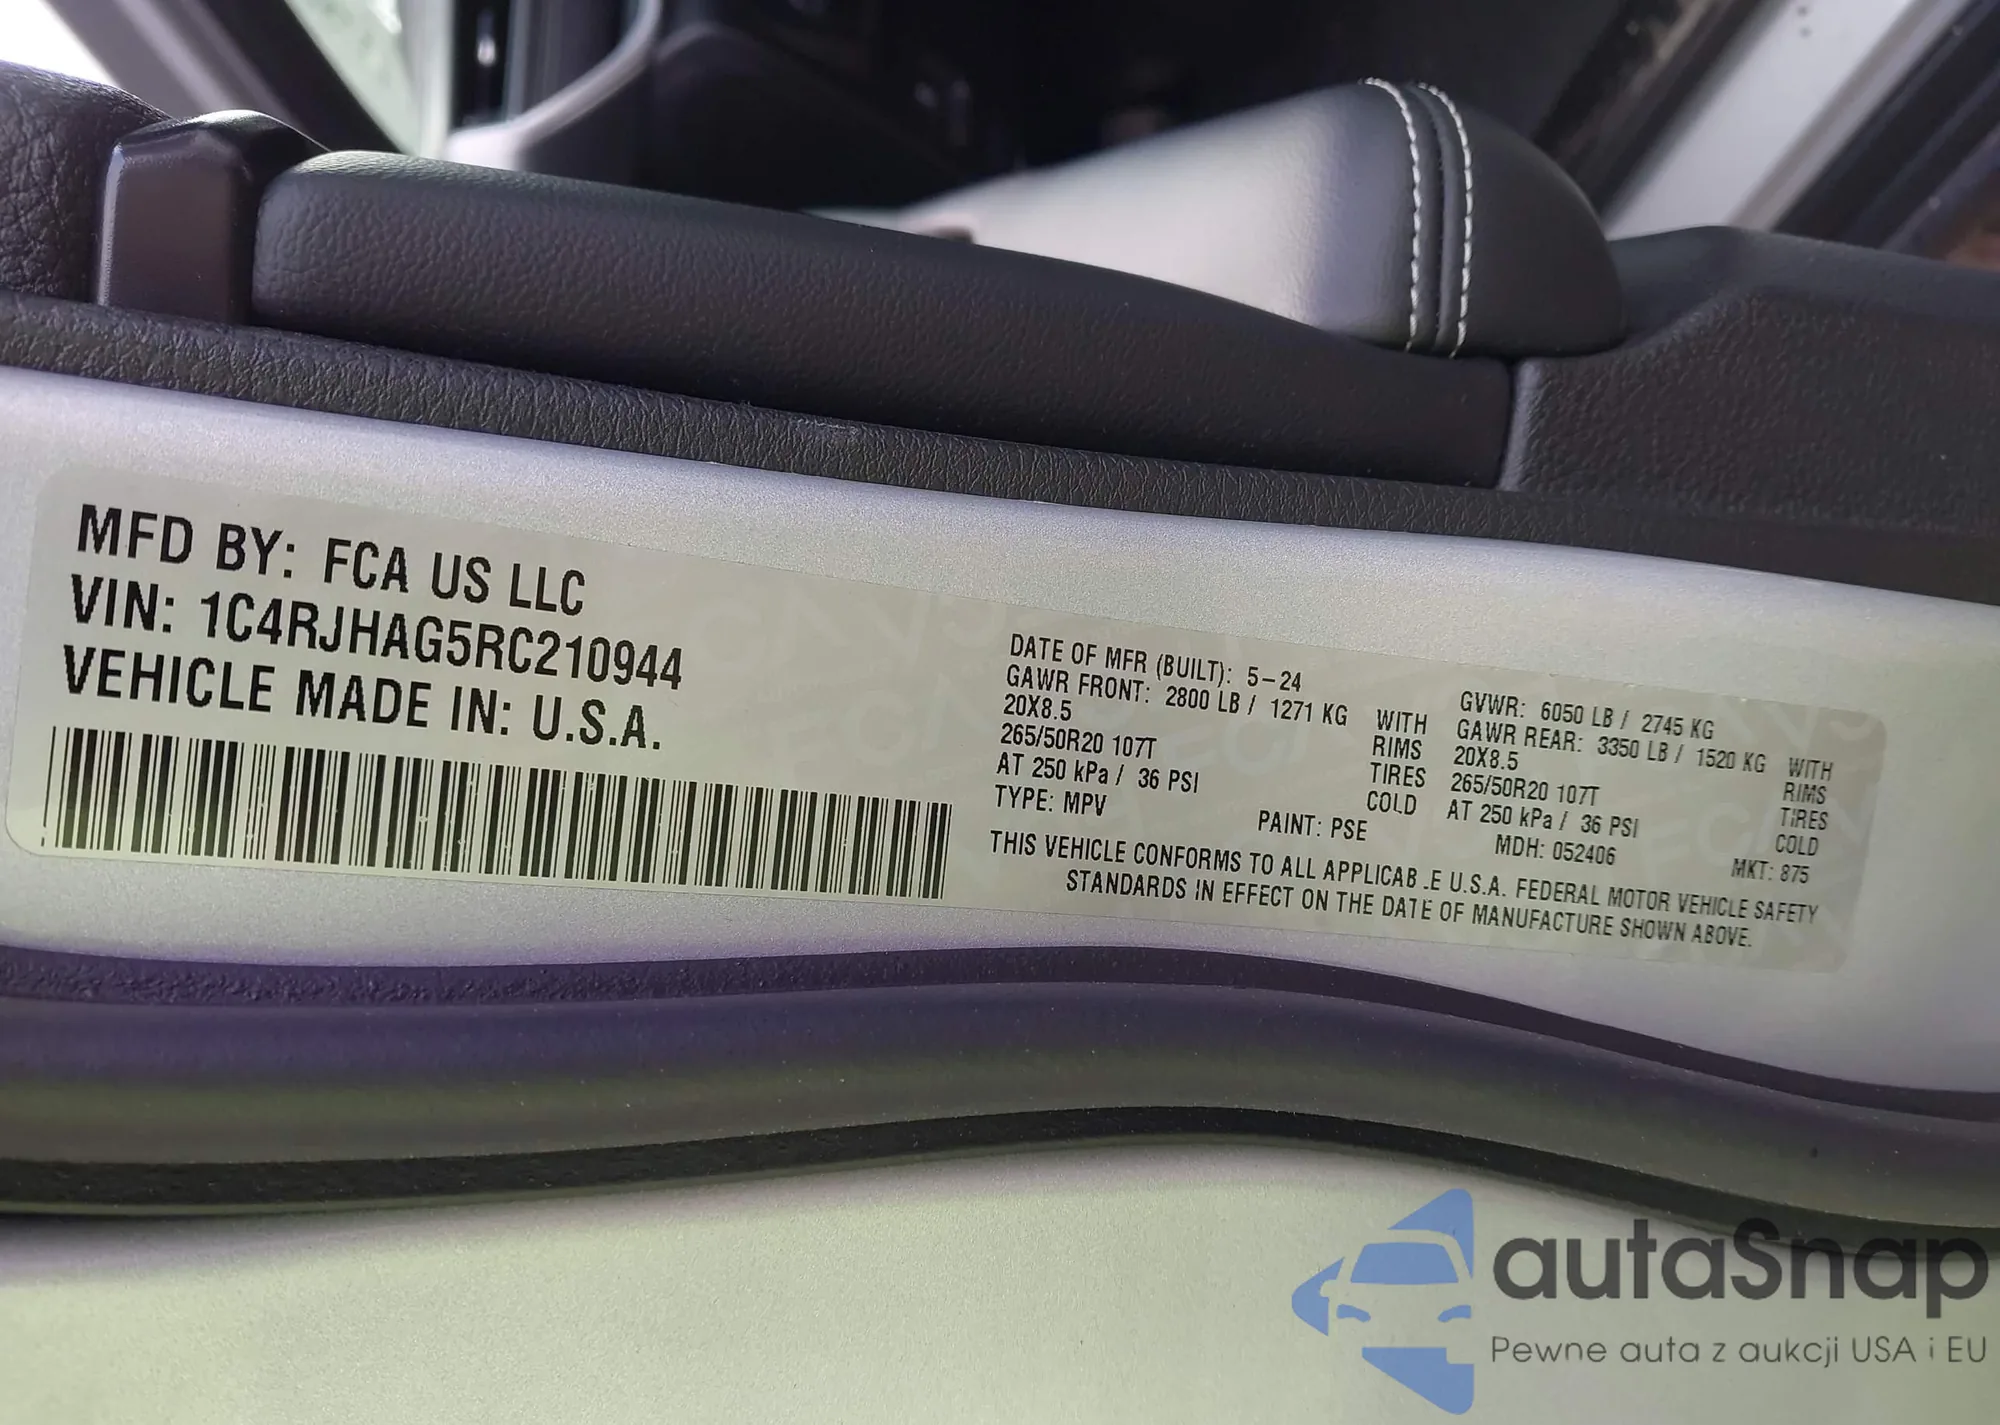 MFD BY: FCA US LLC
VIN: 1C4RJHAG5RC210944
VEHICLE MADE IN: U.S.A.
DATE OF MFR (BUILT): 5-24
GVWR: 6050 LB / 2745 KG
GAWR FRONT: 2800 LB / 1271 KG WITH
20X8.5 RIMS
265/50R20 107T TIRES
AT 250 kPa / 36 PSI COLD
GAWR REAR: 3350 LB / 1520 KG WITH
20X8.5 RIMS
265/50R20 107T TIRES
AT 250 kPa / 36 PSI COLD
TYPE: MPV PAINT: PSE MDH: 052406 MKT: 875
THIS VEHICLE CONFORMS TO ALL APPLICAB.E U.S.A. FEDERAL MOTOR VEHICLE SAFETY
STANDARDS IN EFFECT ON THE DATE OF MANUFACTURE SHOWN ABOVE.
autaSnap
Pewne auta z aukcji USA i EU